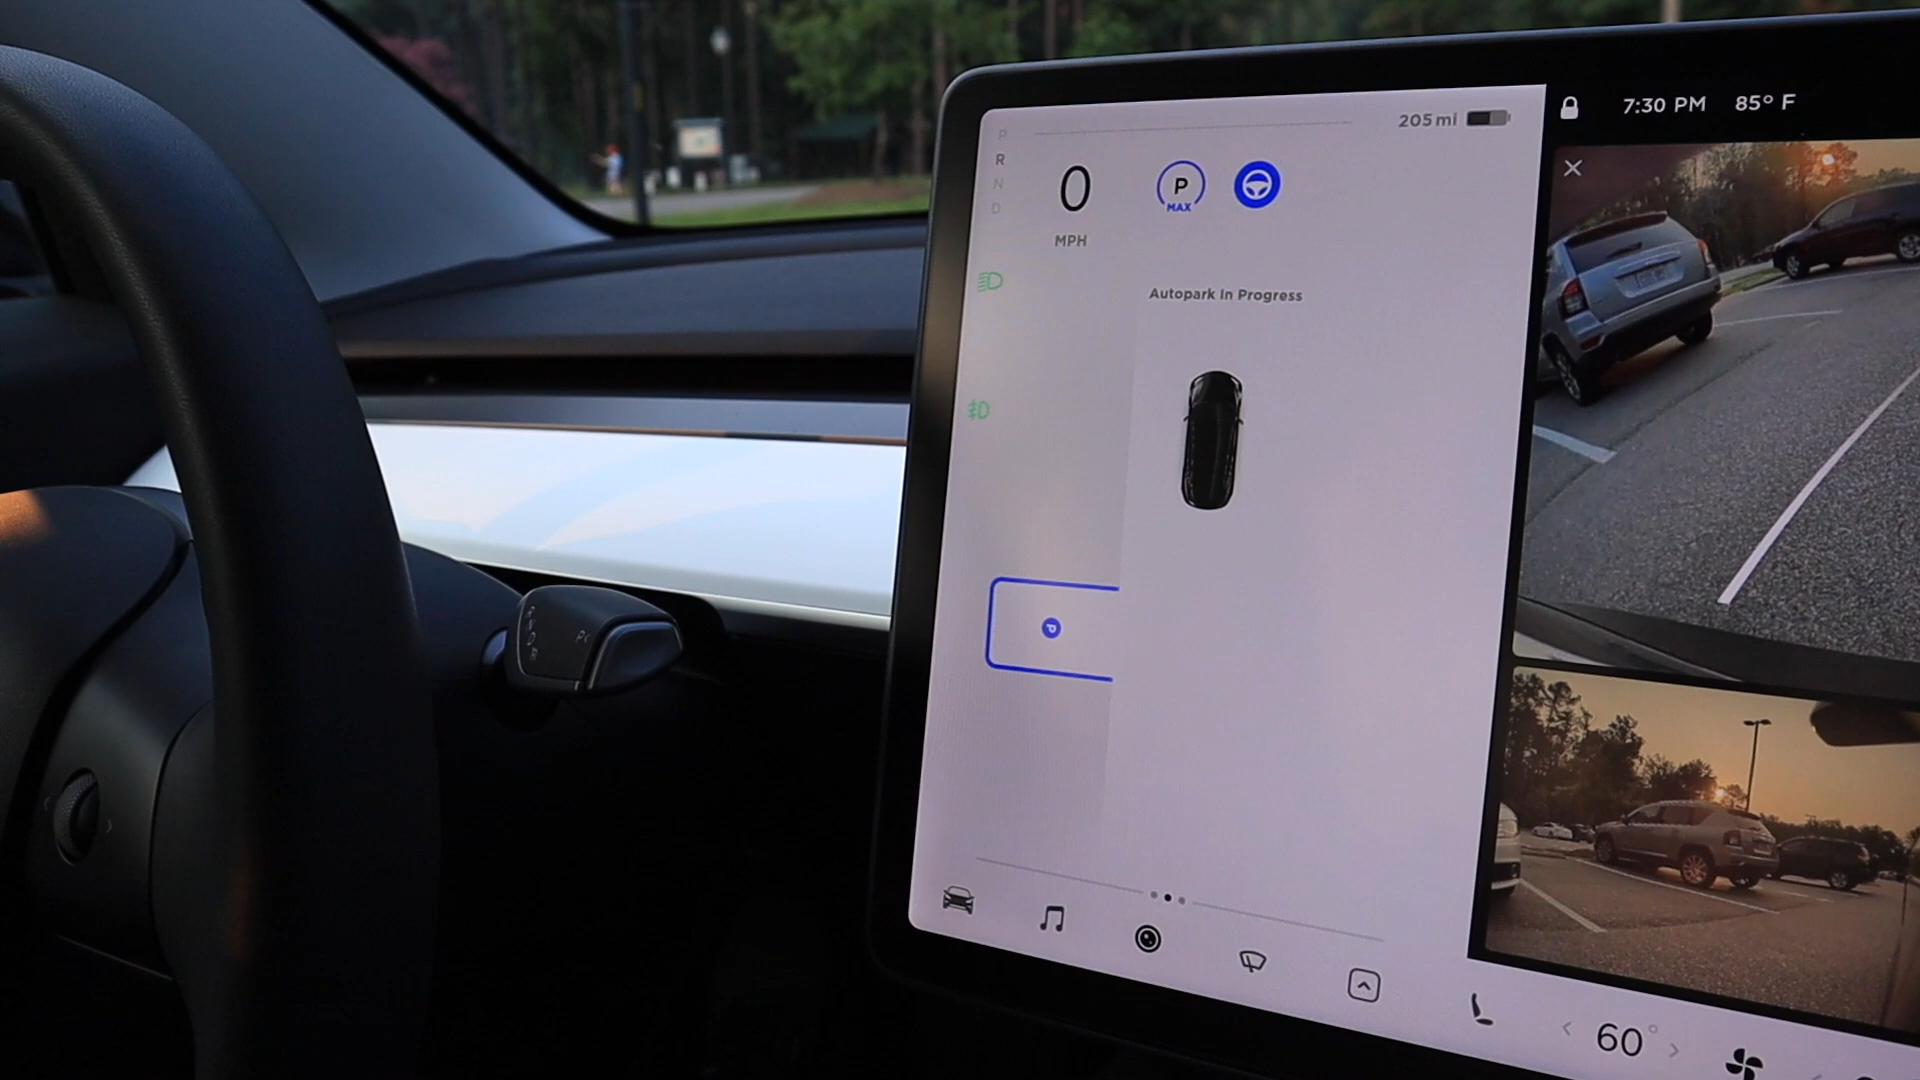 P
R
N
D
205 mi
7:30 PM 85° F
0
MPH
P
MAX
Autopark In Progress
P
60°
R
N
D
R
P<